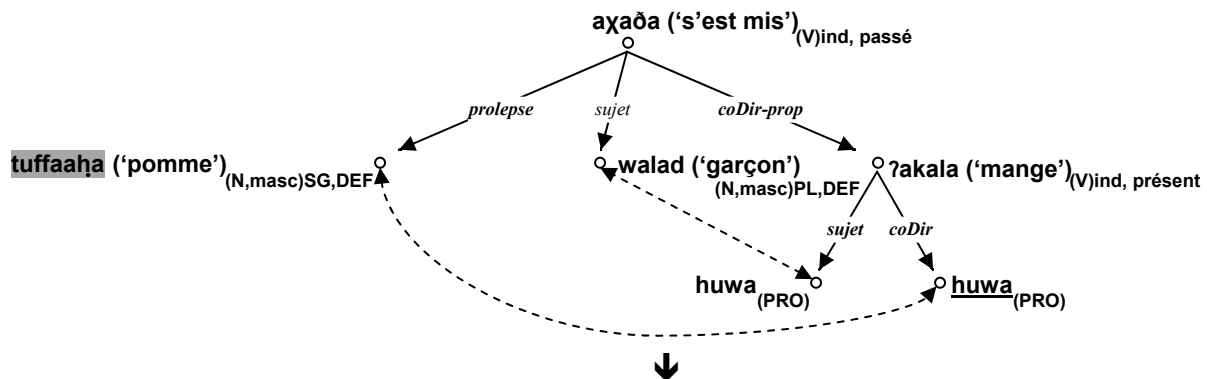 aχaða (‘s’est mis’)(V)ind, passé
prolepse sujet coDir-prop
tuffaaḥa (‘pomme’)(N,masc)SG,DEF walad (‘garçon’)(N,masc)PL,DEF ʔakala (‘mange’)(V)ind, présent
sujet coDir
huwa(PRO) huwa(PRO)